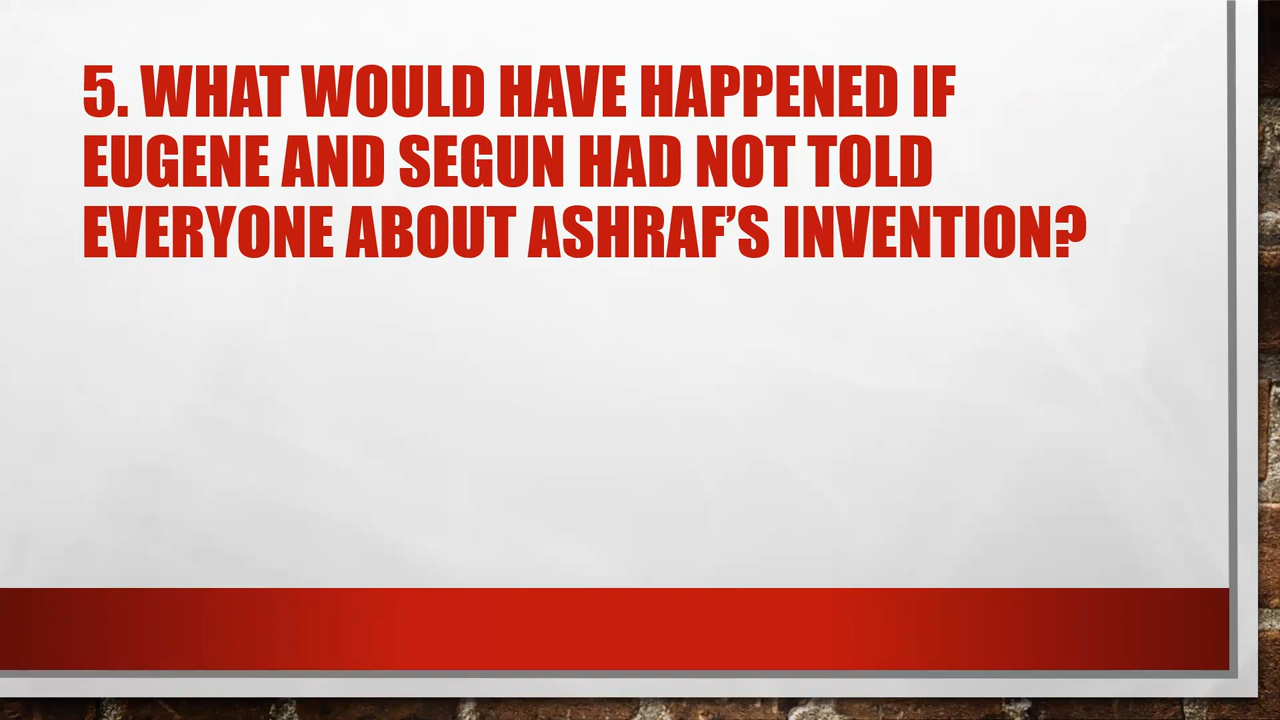 5. WHAT WOULD HAVE HAPPENED IF
EUGENE AND SEGUN HAD NOT TOLD
EVERYONE ABOUT ASHRAF’S INVENTION?